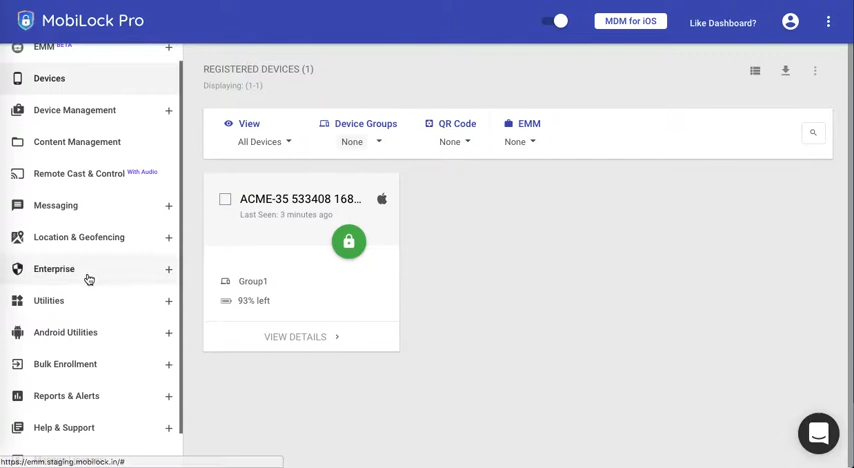 MobiLock Pro
MDM for iOS
Like Dashboard?
EMM BETA
Devices
Device Management
Content Management
Remote Cast & Control With Audio
Messaging
Location & Geofencing
Enterprise
Utilities
Android Utilities
Bulk Enrollment
Reports & Alerts
Help & Support
https://emm.staging.mobilock.in/#
REGISTERED DEVICES (1)
Displaying: (1-1)
View
All Devices
Device Groups
None
QR Code
None
EMM
None
ACME-35 533408 168...
Last Seen: 3 minutes ago
Group1
93% left
VIEW DETAILS